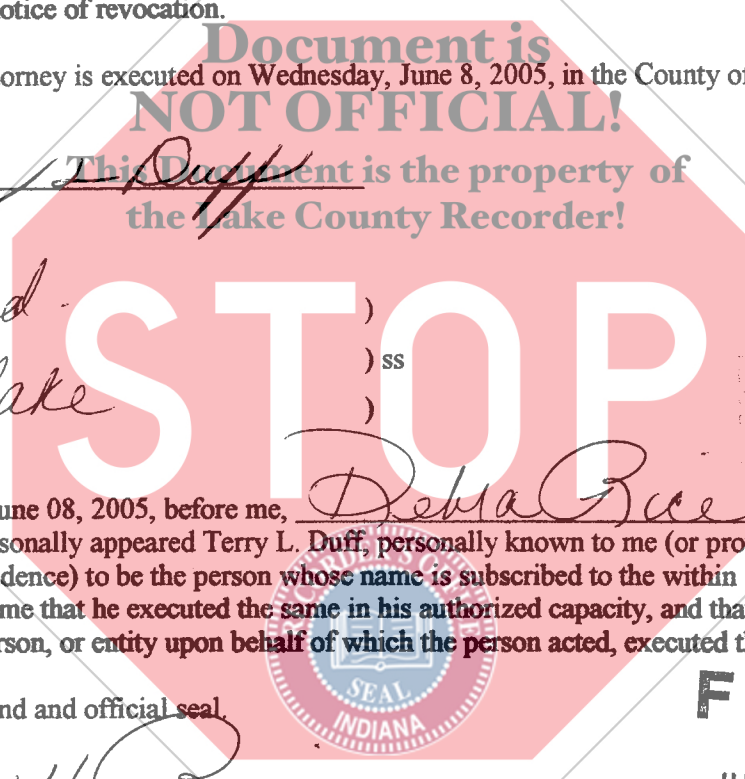 otice of revocation.
Document is
orney is executed on Wednesday, June 8, 2005, in the County of
NOT OFFICIAL!
This Document is the property of
L Duff
the Lake County Recorder!
STOP
d
)
) ss
ake
)
une 08, 2005, before me, Debra Rice
sonally appeared Terry L. Duff, personally known to me (or pro
dence) to be the person whose name is subscribed to the within
me that he executed the same in his authorized capacity, and tha
rson, or entity upon behalf of which the person acted, executed t
SEAL
INDIANA
nd and official seal.
F